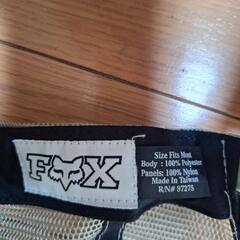 FOX
Size Fits Most
Body : 100% Polyester
Panels: 100% Nylon
Made In Taiwan
R/N# 97275